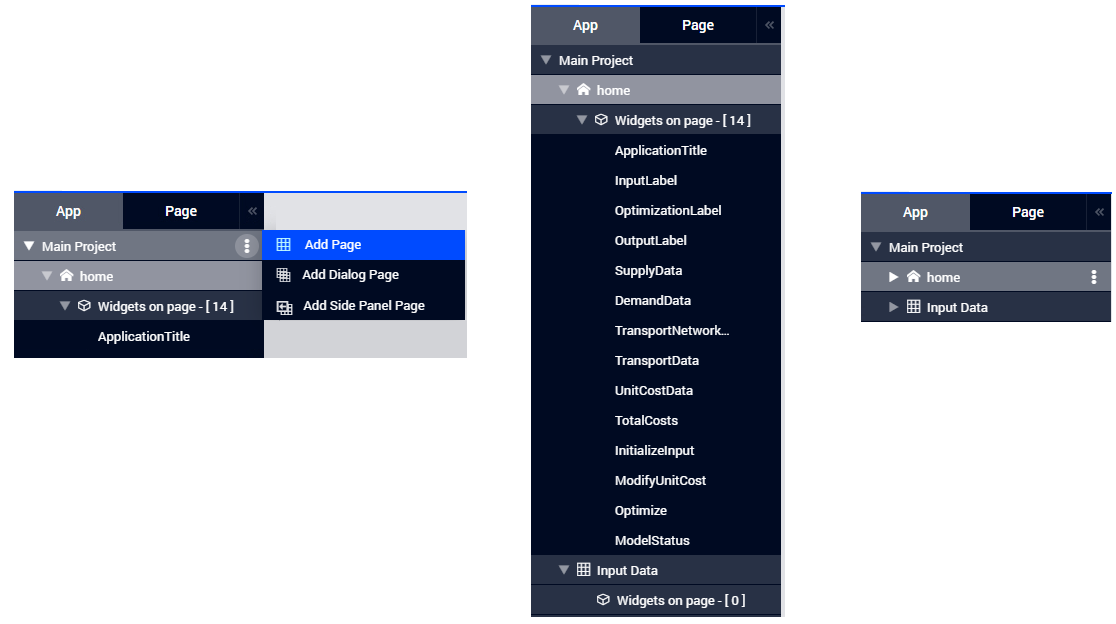 App Page «
Main Project
home
Widgets on page - [ 14 ]
ApplicationTitle
Add Page
Add Dialog Page
Add Side Panel Page
App Page «
Main Project
home
Widgets on page - [ 14 ]
ApplicationTitle
InputLabel
OptimizationLabel
OutputLabel
SupplyData
DemandData
TransportNetwork...
TransportData
UnitCostData
TotalCosts
InitializeInput
ModifyUnitCost
Optimize
ModelStatus
Input Data
Widgets on page - [ 0 ]
App Page «
Main Project
home
Input Data